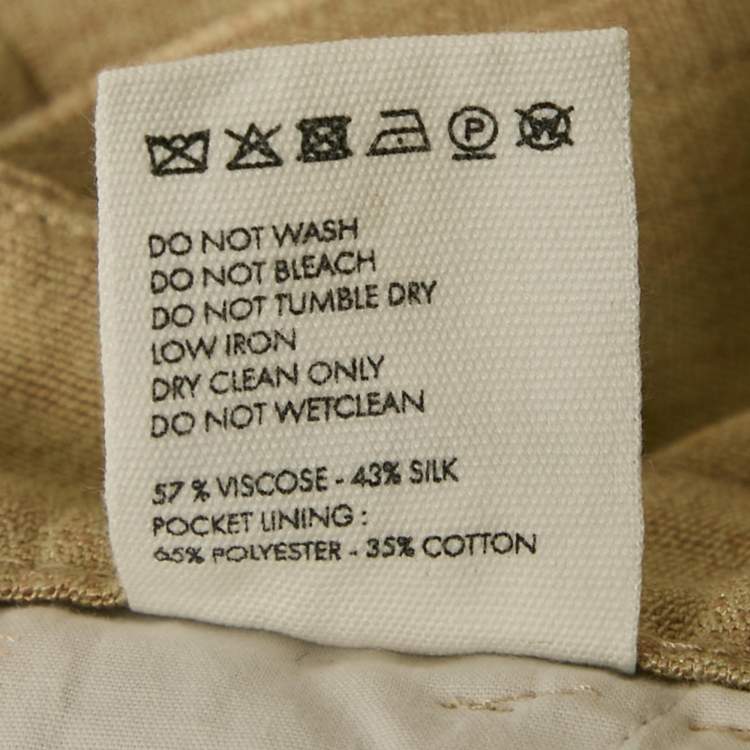 P
W
DO NOT WASH
DO NOT BLEACH
DO NOT TUMBLE DRY
LOW IRON
DRY CLEAN ONLY
DO NOT WETCLEAN
57 % VISCOSE - 43% SILK
POCKET LINING :
65% POLYESTER - 35% COTTON